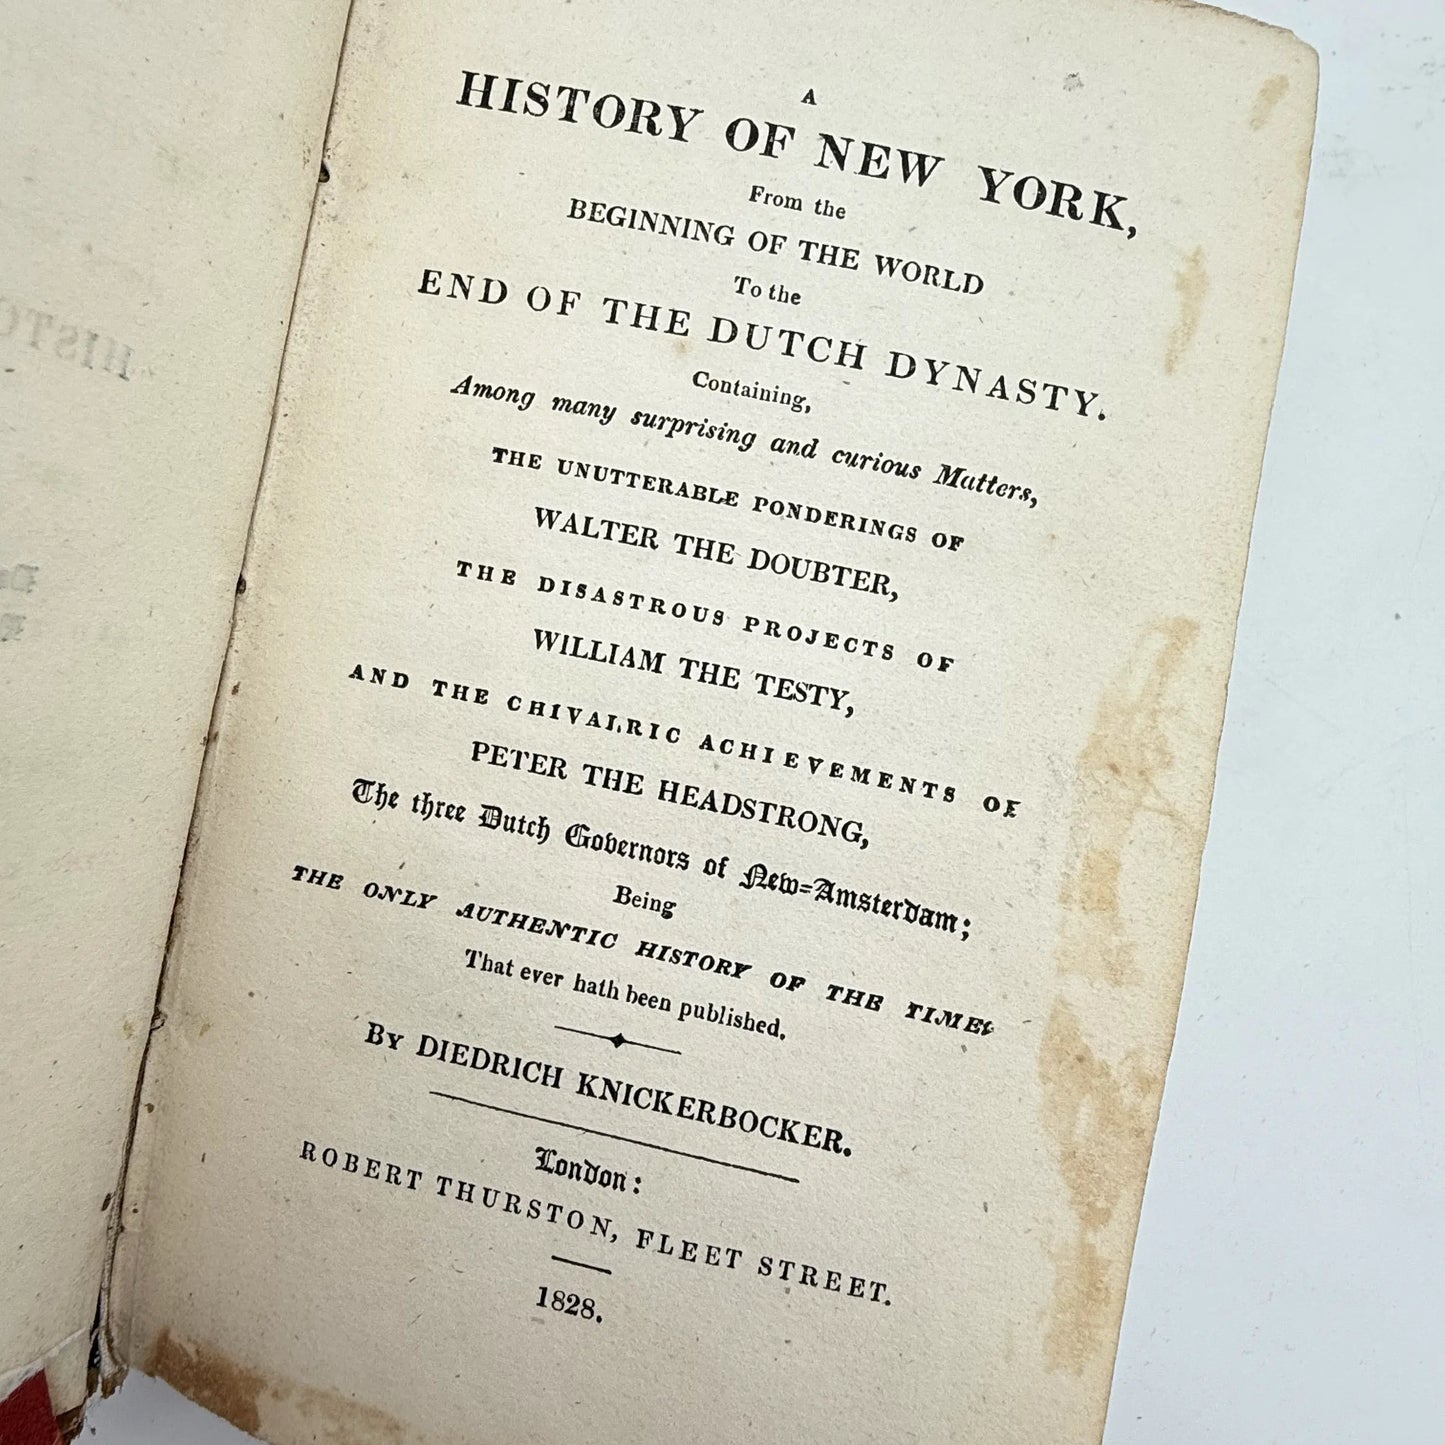 A
HISTORY OF NEW YORK,
From the
BEGINNING OF THE WORLD
To the
END OF THE DUTCH DYNASTY.
Containing,
Among many surprising and curious Matters,
THE UNUTTERABLE PONDERINGS OF
WALTER THE DOUBTER,
THE DISASTROUS PROJECTS OF
WILLIAM THE TESTY,
AND THE CHIVALRIC ACHIEVEMENTS OF
PETER THE HEADSTRONG,
The three Dutch Governors of New=Amsterdam;
Being
THE ONLY AUTHENTIC HISTORY OF THE TIMES
That ever hath been published.
By DIEDRICH KNICKERBOCKER.
London:
ROBERT THURSTON, FLEET STREET.
1828.